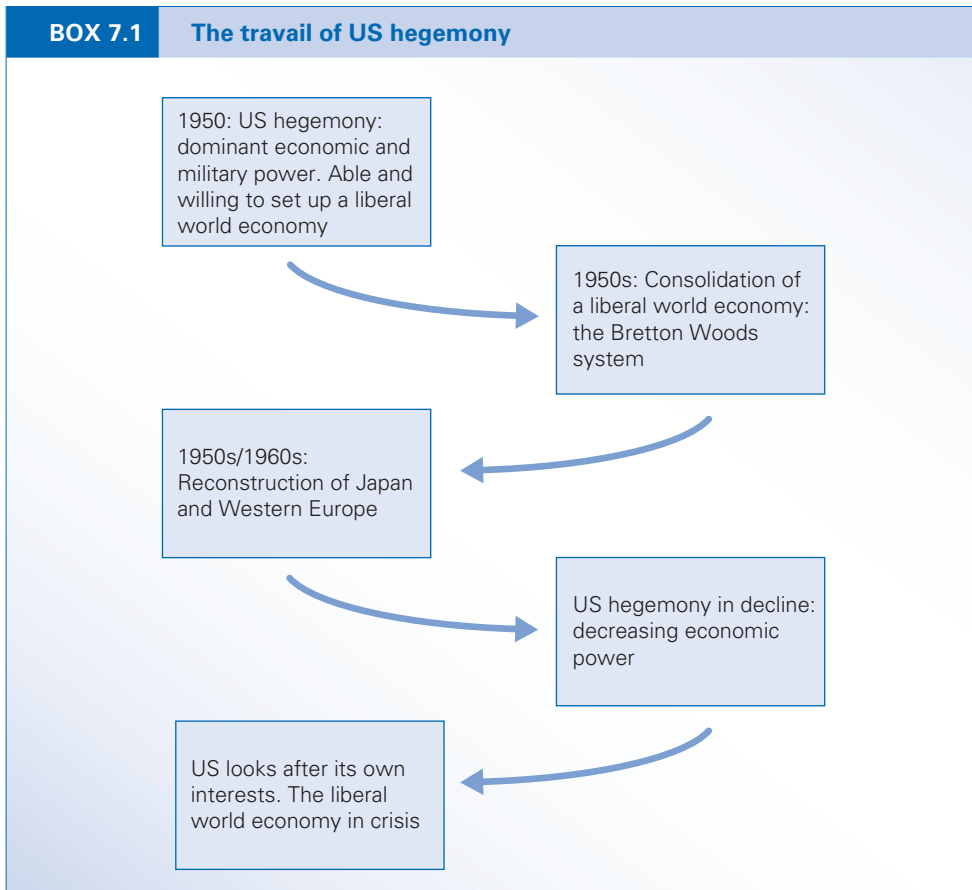 BOX 7.1 The travail of US hegemony
1950: US hegemony:
dominant economic and
military power. Able and
willing to set up a liberal
world economy
1950s: Consolidation of
a liberal world economy:
the Bretton Woods
system
1950s/1960s:
Reconstruction of Japan
and Western Europe
US hegemony in decline:
decreasing economic
power
US looks after its own
interests. The liberal
world economy in crisis